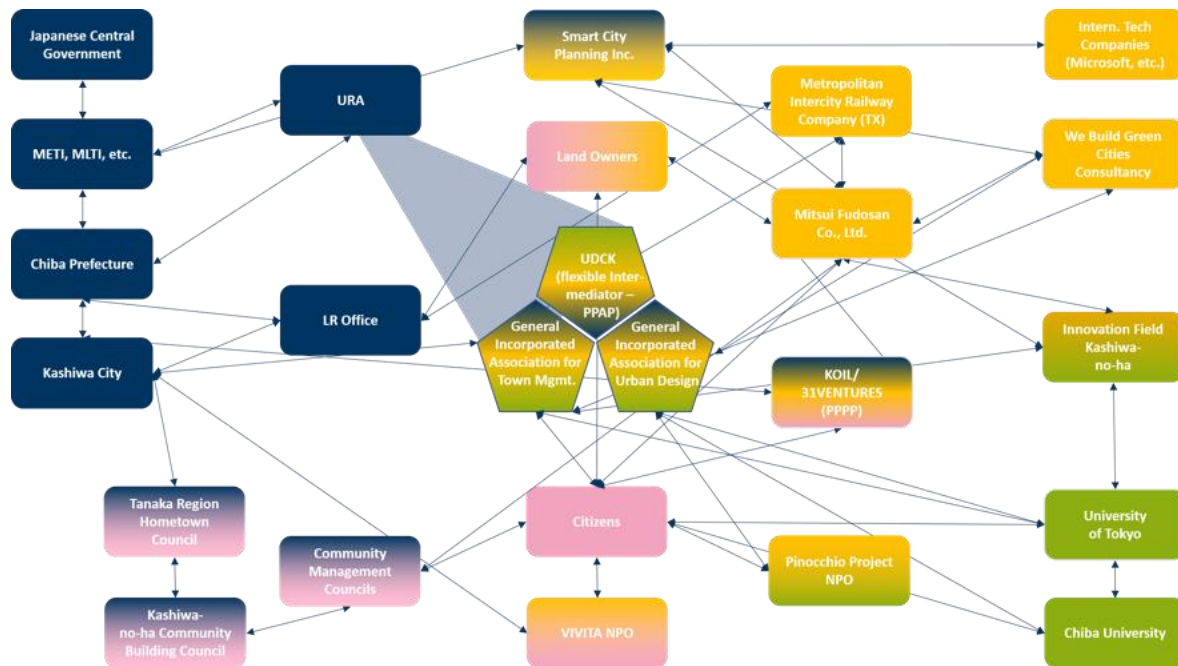 Japanese Central
Government
METI, MLTI, etc.
Chiba Prefecture
Kashiwa City
Tanaka Region
Hometown
Council
Kashiwa-
no-ha Community
Building Council
URA
LR Office
Community
Management
Councils
Smart City
Planning Inc.
Land Owners
UDCK
(flexible Inter-
mediator –
PPAP)
General
Incorporated
Association for
Town Mgmt.
General
Incorporated
Association for
Urban Design
Citizens
VIVITA NPO
Metropolitan
Intercity Railway
Company (TX)
Mitsui Fudosan
Co., Ltd.
KOIL/
31VENTURES
(PPPP)
Pinocchio Project
NPO
Intern. Tech
Companies
(Microsoft, etc.)
We Build Green
Cities
Consultancy
Innovation Field
Kashiwa-
no-ha
University
of Tokyo
Chiba University